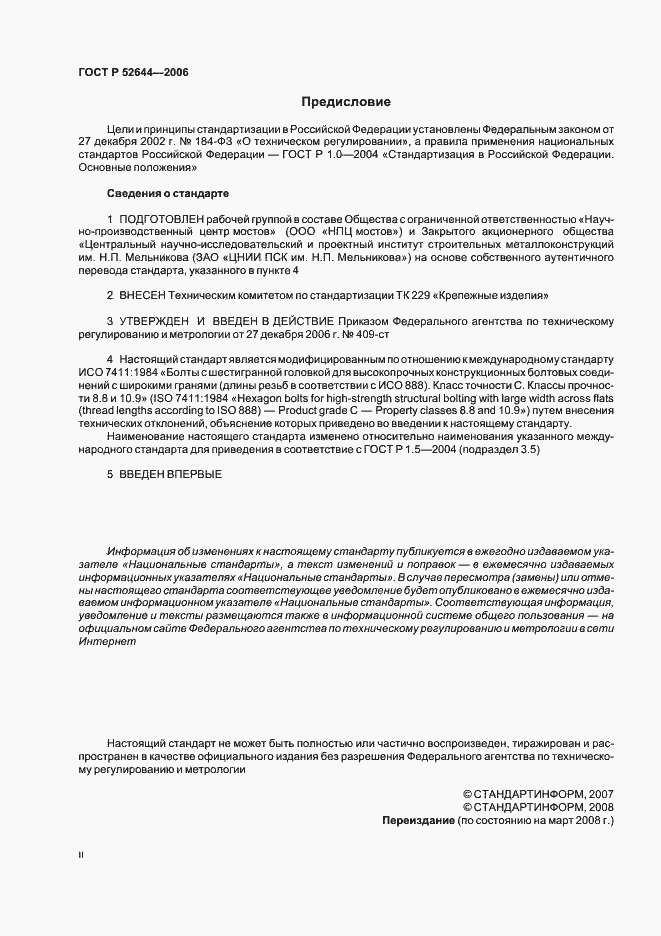 ГОСТ Р 52644—2006
Предисловие
Цели и принципы стандартизации в Российской Федерации установлены Федеральным законом от
27 декабря 2002 г. № 184-ФЗ «О техническом регулировании», а правила применения национальных
стандартов Российской Федерации — ГОСТ Р 1.0—2004 «Стандартизация в Российской Федерации.
Основные положения»
Сведения о стандарте
1 ПОДГОТОВЛЕН рабочей группой в составе Общества с ограниченной ответственностью «Науч-
но-производственный центр мостов» (ООО «НПЦ мостов») и Закрытого акционерного общества
«Центральный научно-исследовательский и проектный институт строительных металлоконструкций
им. Н.П. Мельникова (ЗАО «ЦНИИ ПСК им. Н.П. Мельникова») на основе собственного аутентичного
перевода стандарта, указанного в пункте 4
2 ВНЕСЕН Техническим комитетом по стандартизации ТК 229 «Крепежные изделия»
3 УТВЕРЖДЕН И ВВЕДЕН В ДЕЙСТВИЕ Приказом Федерального агентства по техническому
регулированию и метрологии от 27 декабря 2006 г. № 409-ст
4 Настоящий стандарт является модифицированным по отношению к международному стандарту
ИСО 7411:1984 «Болты с шестигранной головкой для высокопрочных конструкционных болтовых соеди-
нений с широкими гранями (длины резьб в соответствии с ИСО 888). Класс точности С. Классы прочнос-
ти 8.8 и 10.9» (ISO 7411:1984 «Hexagon bolts for high-strength structural bolting with large width across flats
(thread lengths according to ISO 888) — Product grade C — Property classes 8.8 and 10.9») путем внесения
технических отклонений, объяснение которых приведено во введении к настоящему стандарту.
Наименование настоящего стандарта изменено относительно наименования указанного между-
народного стандарта для приведения в соответствие с ГОСТ Р 1.5—2004 (подраздел 3.5)
5 ВВЕДЕН ВПЕРВЫЕ
Информация об изменениях к настоящему стандарту публикуется в ежегодно издаваемом ука-
зателе «Национальные стандарты», а текст изменений и поправок — в ежемесячно издаваемых
информационных указателях «Национальные стандарты». В случае пересмотра (замены) или отме-
ны настоящего стандарта соответствующее уведомление будет опубликовано в ежемесячно изда-
ваемом информационном указателе «Национальные стандарты». Соответствующая информация,
уведомление и тексты размещаются также в информационной системе общего пользования — на
официальном сайте Федерального агентства по техническому регулированию и метрологии в сети
Интернет
Настоящий стандарт не может быть полностью или частично воспроизведен, тиражирован и рас-
пространен в качестве официального издания без разрешения Федерального агентства по техническо-
му регулированию и метрологии
© СТАНДАРТИНФОРМ, 2007
© СТАНДАРТИНФОРМ, 2008
Переиздание (по состоянию на март 2008 г.)
II